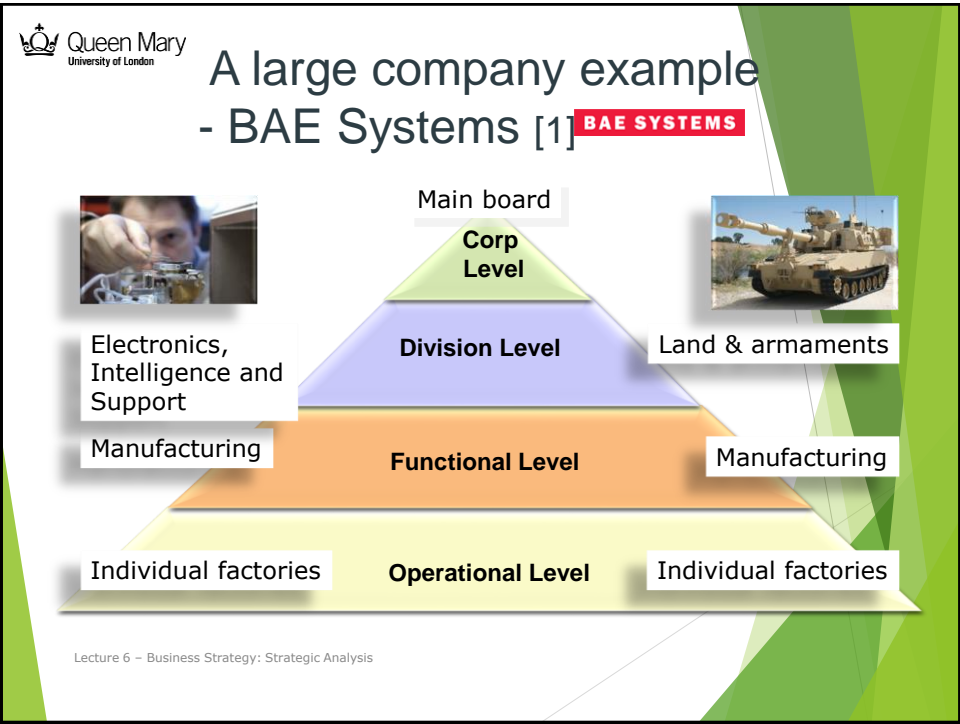 Queen Mary
University of London
A large company example
- BAE Systems [1]
BAE SYSTEMS
Main board
Corp
Level
Electronics,
Intelligence and
Support
Division Level
Land & armaments
Manufacturing
Functional Level
Manufacturing
Individual factories
Operational Level
Individual factories
Lecture 6 – Business Strategy: Strategic Analysis